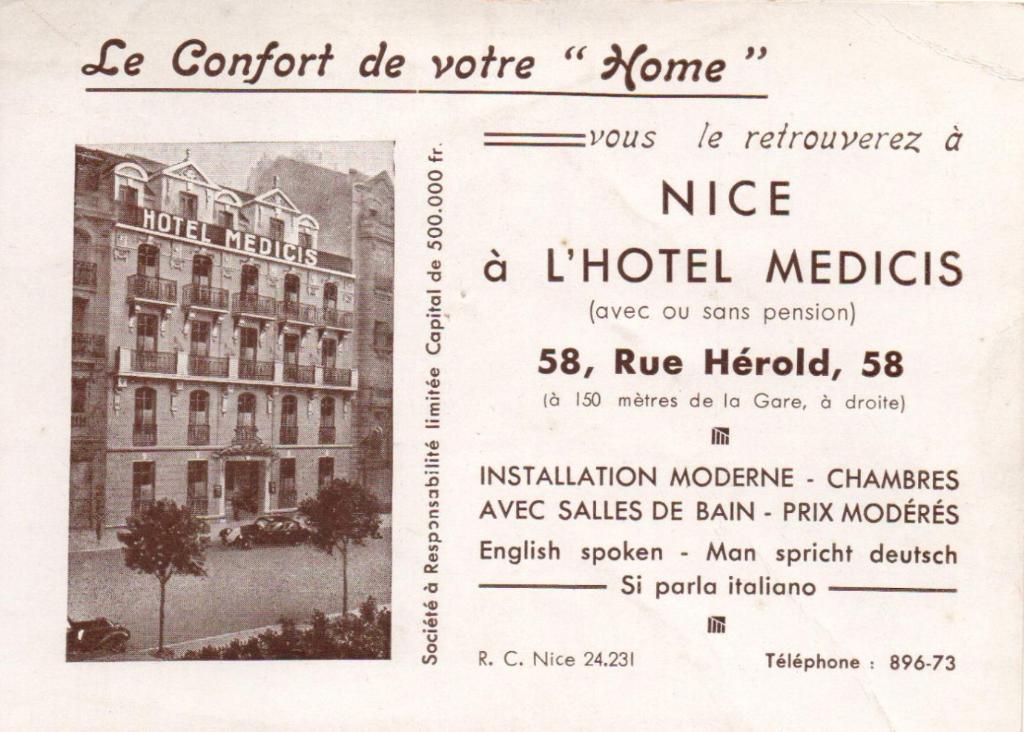 Le Confort de votre “ Home ”
vous le retrouverez à
NICE
à L'HOTEL MEDICIS
(avec ou sans pension)
58, Rue Hérold, 58
(à 150 mètres de la Gare, à droite)
INSTALLATION MODERNE - CHAMBRES
AVEC SALLES DE BAIN - PRIX MODÉRÉS
English spoken - Man spricht deutsch
Si parla italiano
R. C. Nice 24.231
Téléphone : 896-73
Société à Responsabilité limitée Capital de 500.000 fr.
HOTEL MEDICIS